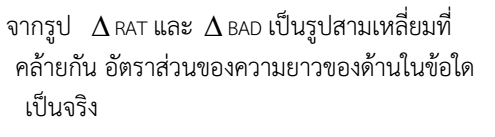 จากรูป Δ RAT และ Δ BAD เป็นรูปสามเหลี่ยมที่
คล้ายกัน อัตราส่วนของความยาวของด้านในข้อใด
เป็นจริง